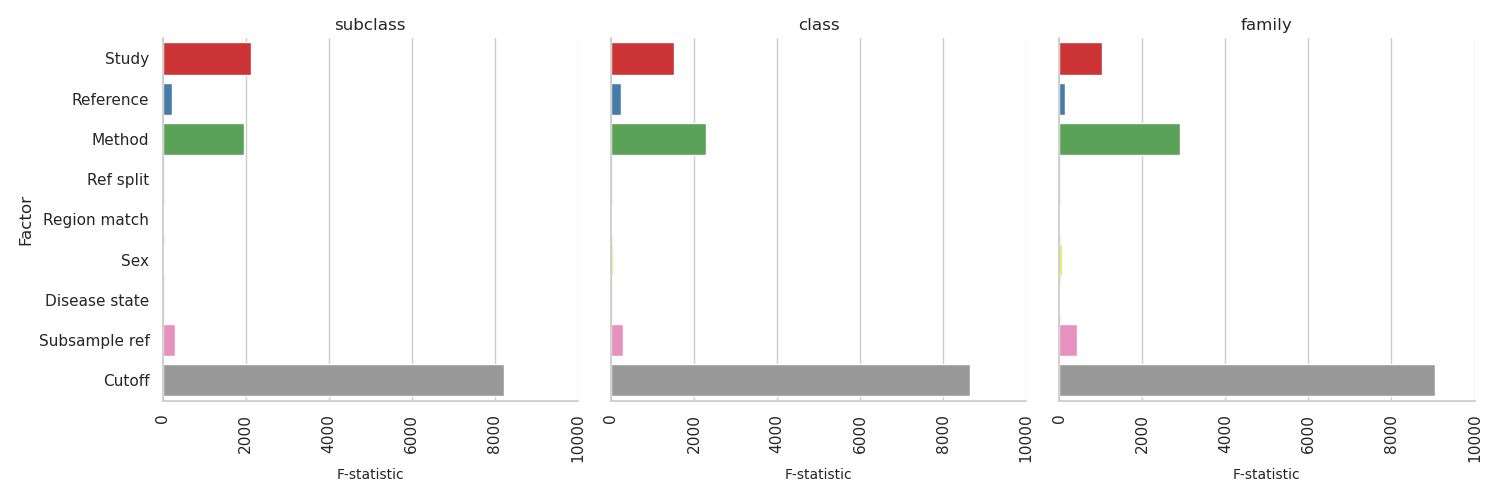 subclass
class
family
Factor
Study
Reference
Method
Ref split
Region match
Sex
Disease state
Subsample ref
Cutoff
0 2000 4000 6000 8000 10000
0 2000 4000 6000 8000 10000
0 2000 4000 6000 8000 10000
F-statistic
F-statistic
F-statistic